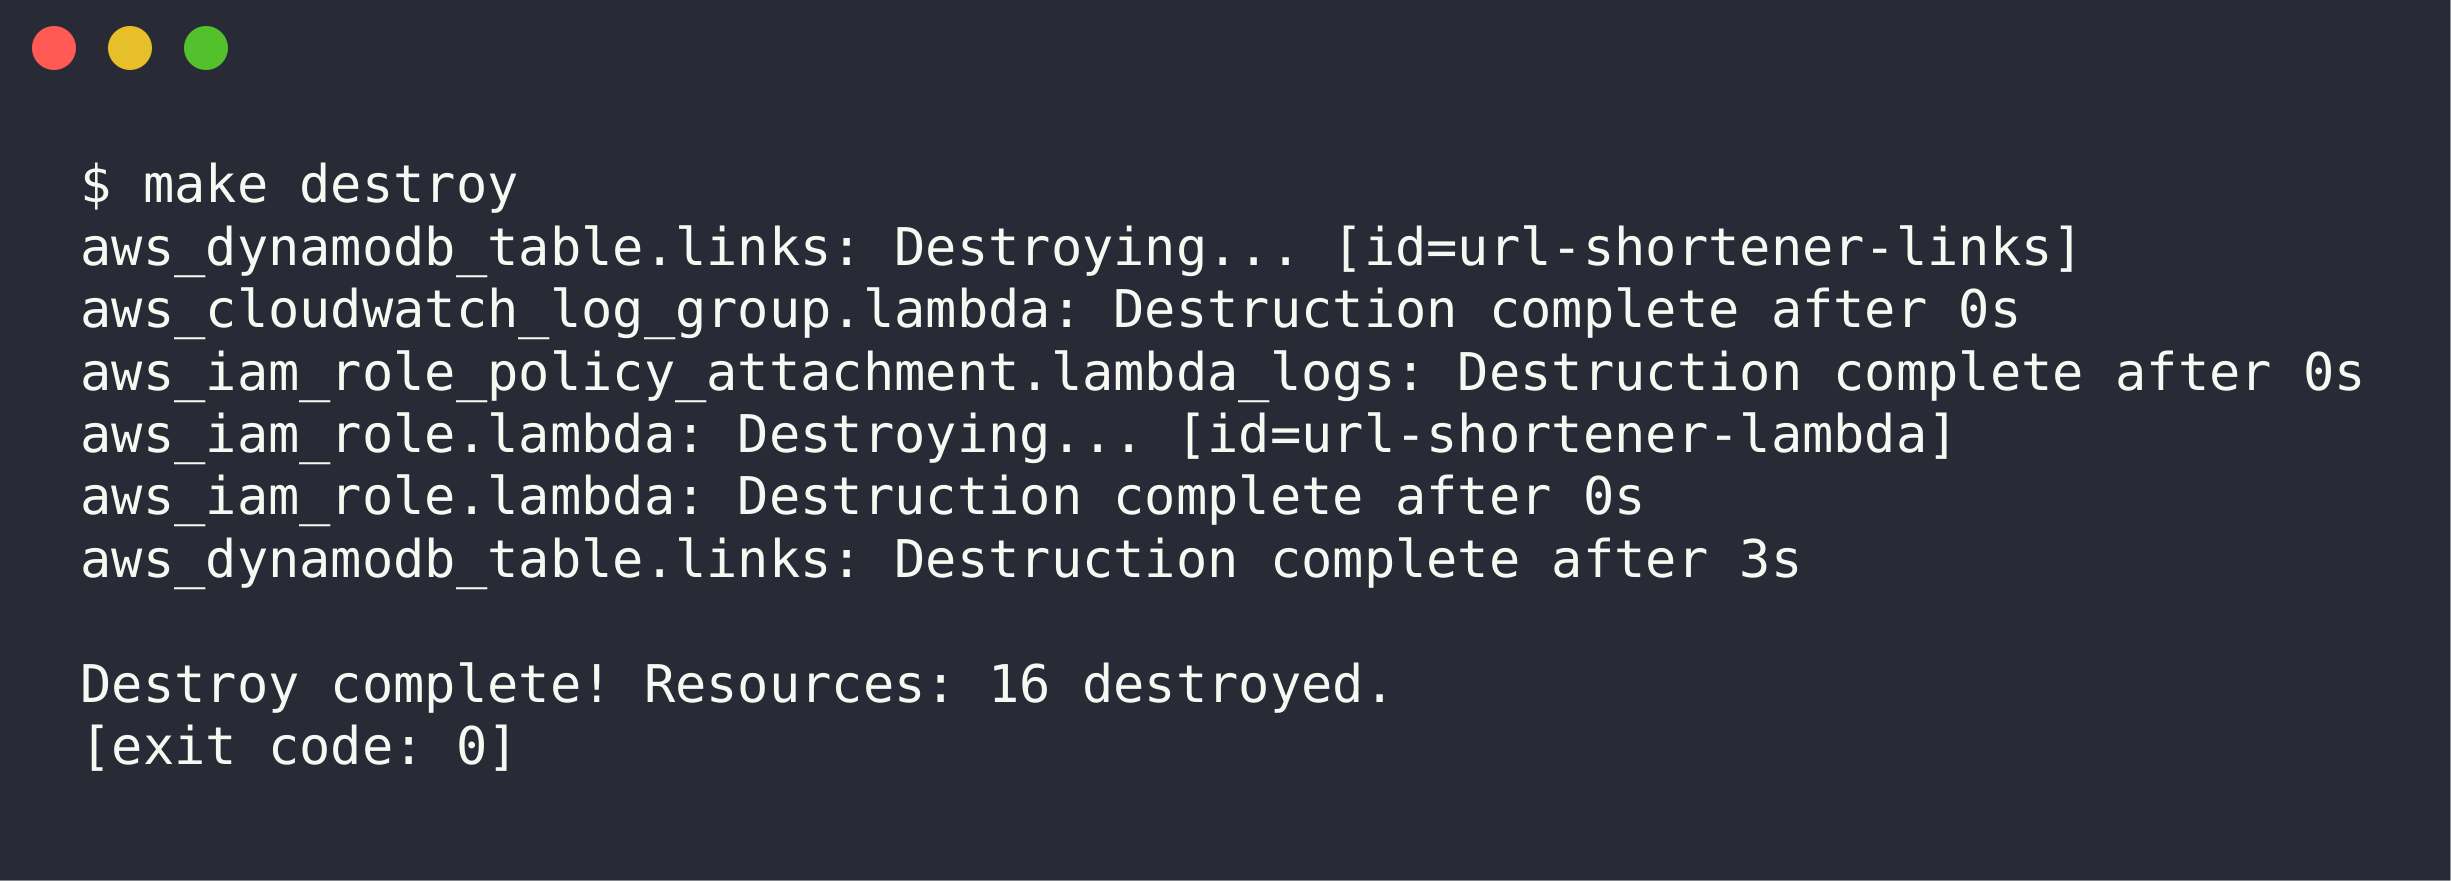 $ make destroy
aws_dynamodb_table.links: Destroying... [id=url-shortener-links]
aws_cloudwatch_log_group.lambda: Destruction complete after 0s
aws_iam_role_policy_attachment.lambda_logs: Destruction complete after 0s
aws_iam_role.lambda: Destroying... [id=url-shortener-lambda]
aws_iam_role.lambda: Destruction complete after 0s
aws_dynamodb_table.links: Destruction complete after 3s

Destroy complete! Resources: 16 destroyed.
[exit code: 0]